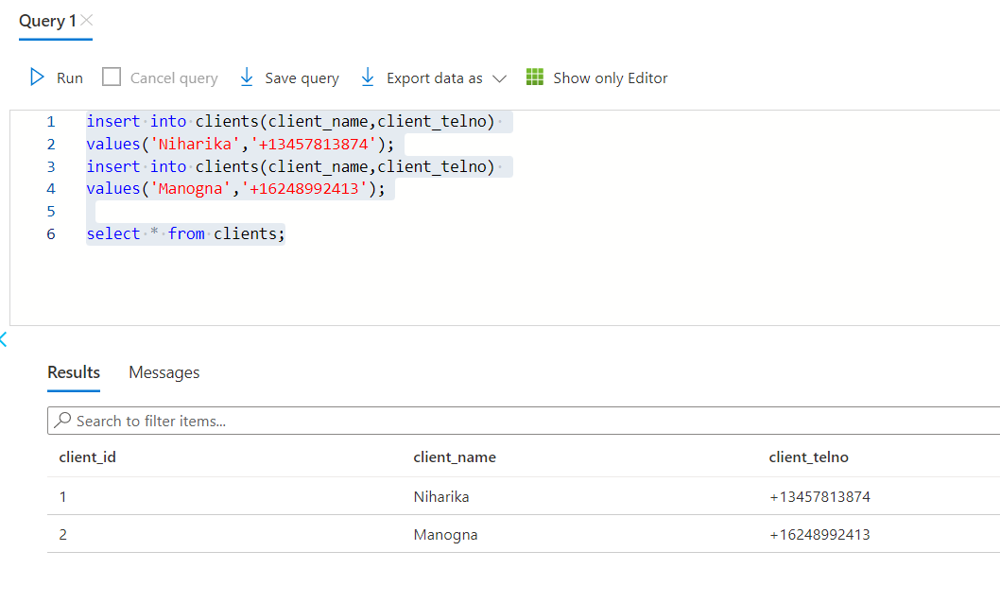 Query 1
Run Cancel query Save query Export data as Show only Editor
1 insert into clients(client_name,client_telno)
2 values('Niharika','+13457813874');
3 insert into clients(client_name,client_telno)
4 values('Manogna','+16248992413');
5
6 select * from clients;
Results Messages
Search to filter items...
client_id client_name client_telno
1 Niharika +13457813874
2 Manogna +16248992413